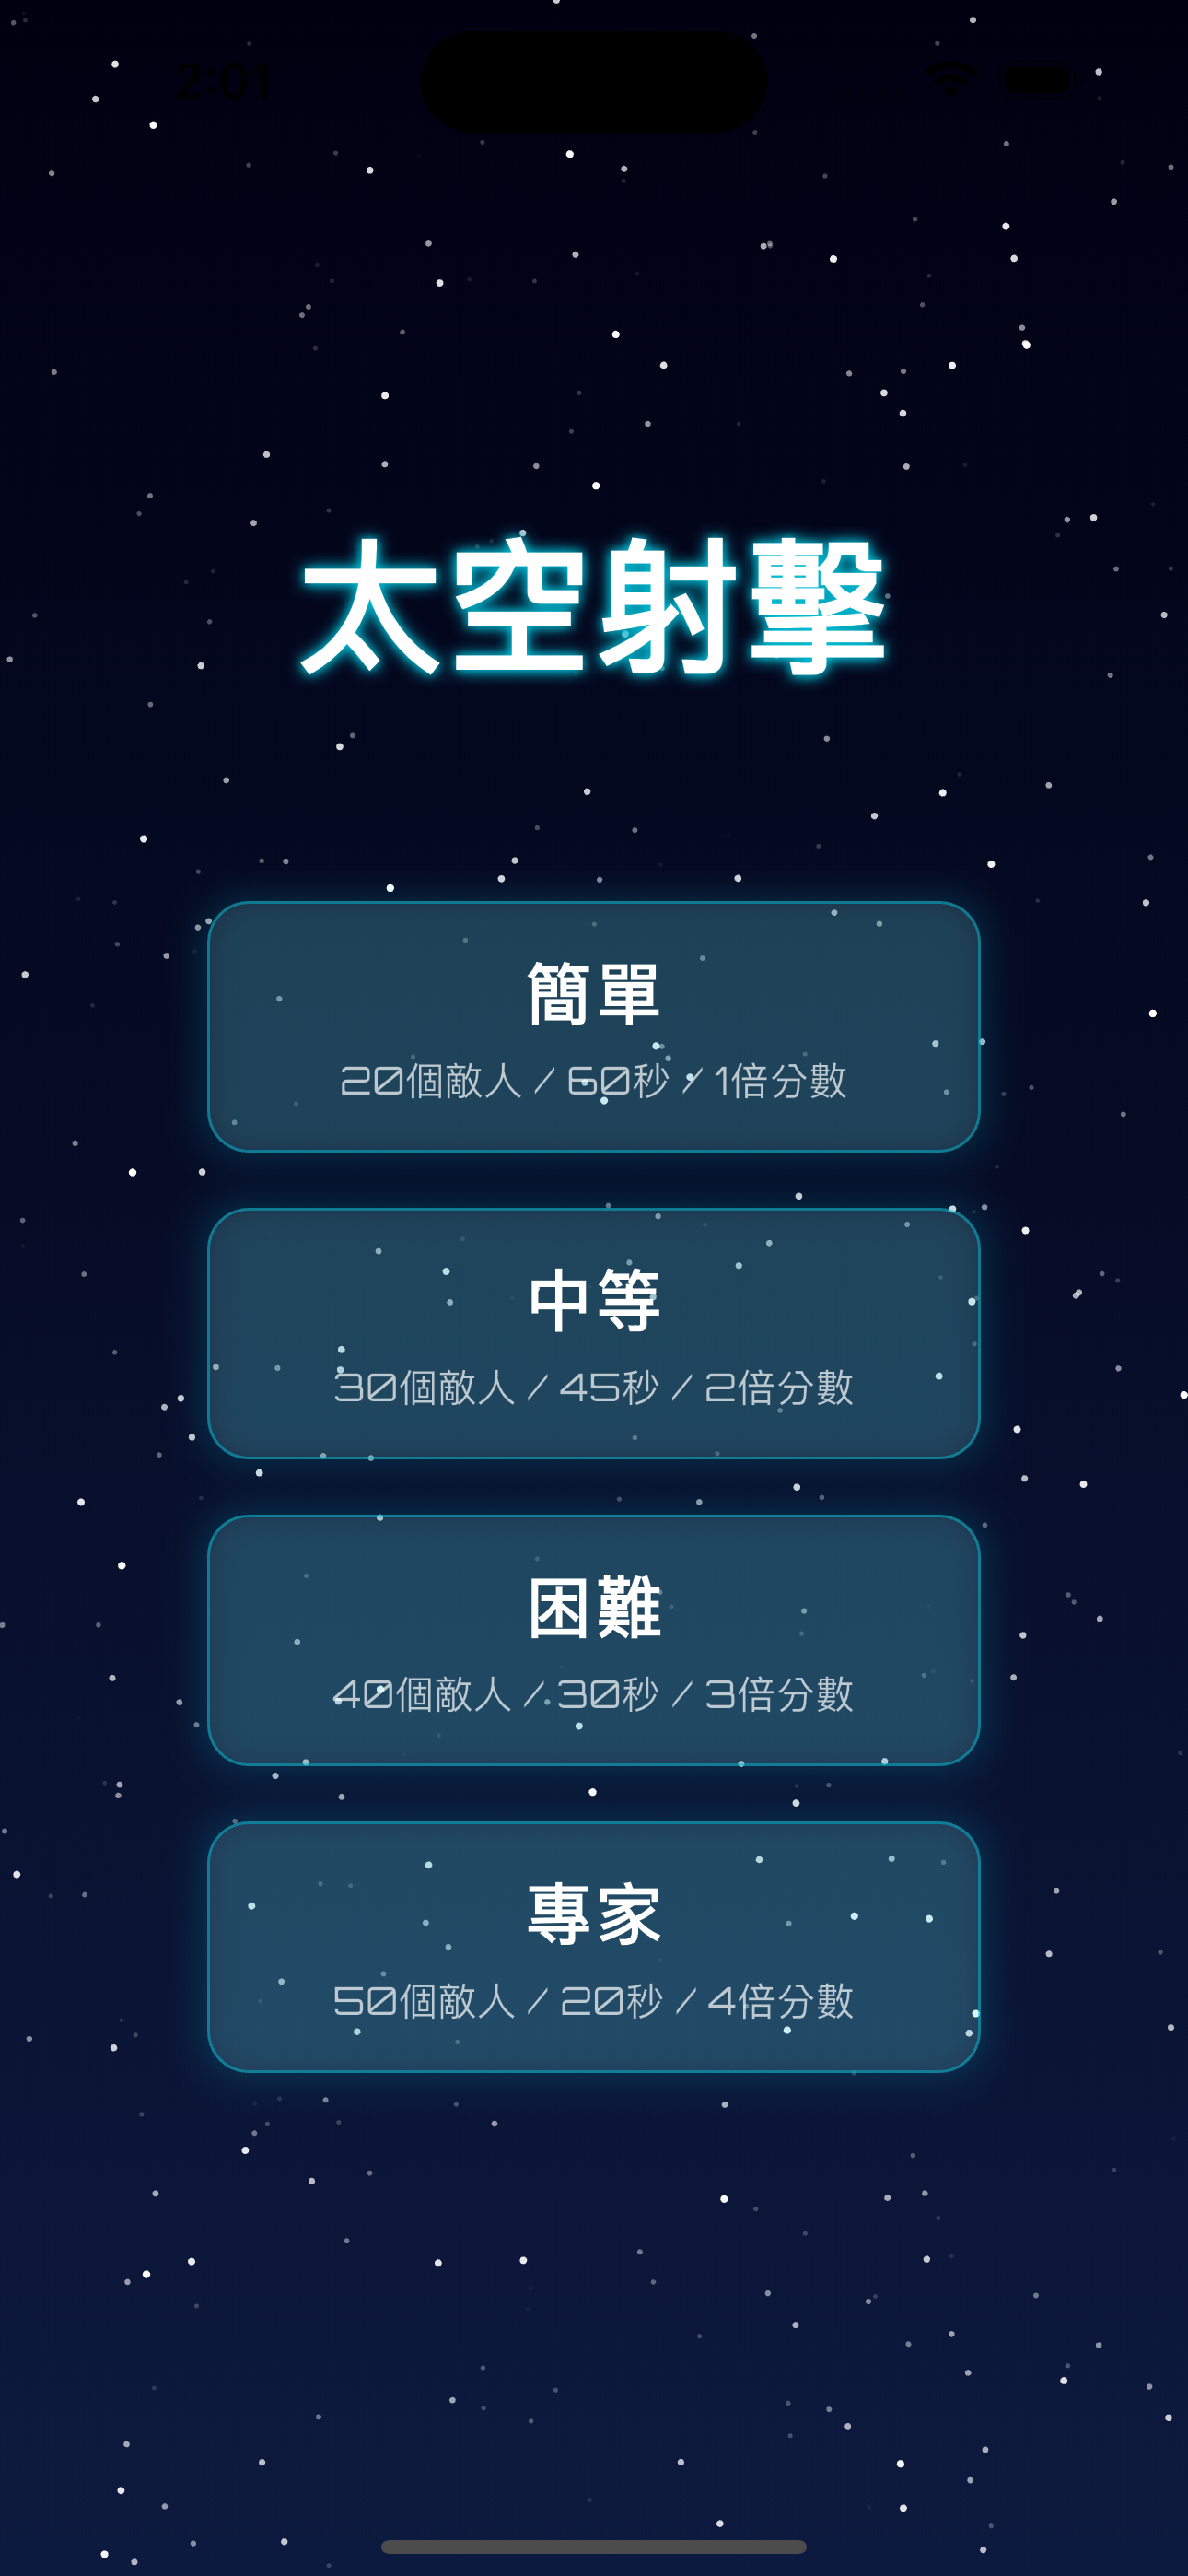 2:01
太空射擊
簡單
20個敵人 / 60秒 / 1倍分數
中等
30個敵人 / 45秒 / 2倍分數
困難
40個敵人 / 30秒 / 3倍分數
專家
50個敵人 / 20秒 / 4倍分數